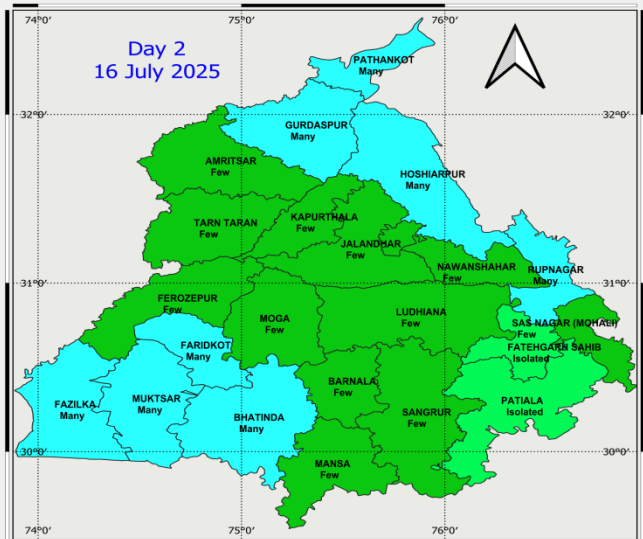 74°0'
75°0'
76°0'
Day 2
16 July 2025
PATHANKOT
Many
32°0'
32°0'
GURDASPUR
Many
AMRITSAR
Few
HOSHIARPUR
Many
TARN TARAN
Few
KAPURTHALA
Few
JALANDHAR
Few
NAWANSHAHAR
Few
RUPNAGAR
Many
31°0'
31°0'
FEROZEPUR
Few
MOGA
Few
LUDHIANA
Few
SAS NAGAR (MOHALI)
Few
FARIDKOT
Many
FATEHGARH SAHIB
Isolated
FAZILKA
Many
MUKTSAR
Many
BARNALA
Few
PATIALA
Isolated
BHATINDA
Many
SANGRUR
Few
30°0'
30°0'
MANSA
Few
74°0'
75°0'
76°0'